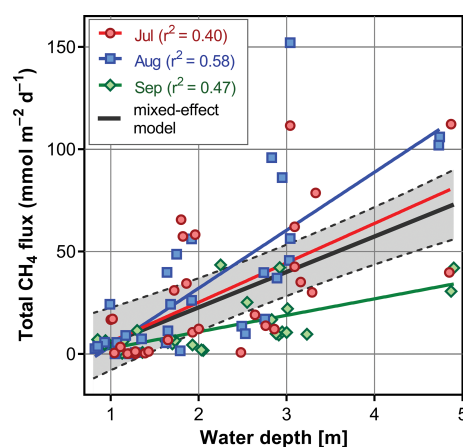 Total CH₄ flux (mmol m⁻² d⁻¹)
150
100
50
0
Jul (r² = 0.40)
Aug (r² = 0.58)
Sep (r² = 0.47)
mixed-effect
model
1 2 3 4 5
Water depth [m]